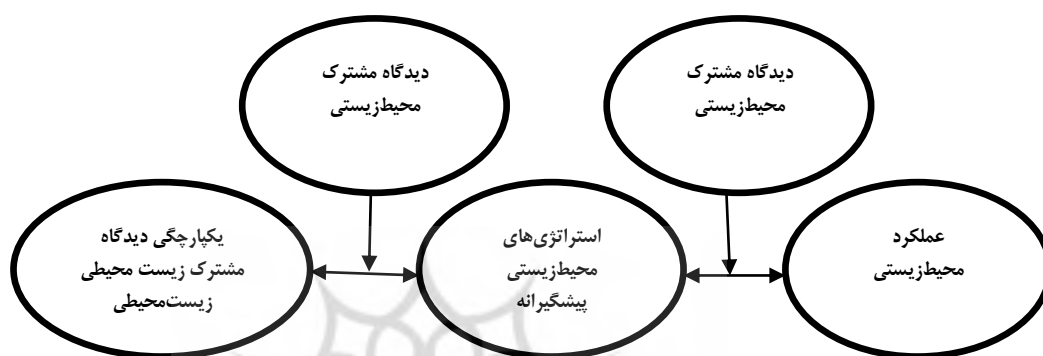 دیدگاه مشترک
محیط‌زیستی
دیدگاه مشترک
محیط‌زیستی
عملکرد
محیط‌زیستی
استراتژی‌های
محیط‌زیستی
پیشگیرانه
یکپارچگی دیدگاه
مشترک زیست محیطی
زیست‌محیطی